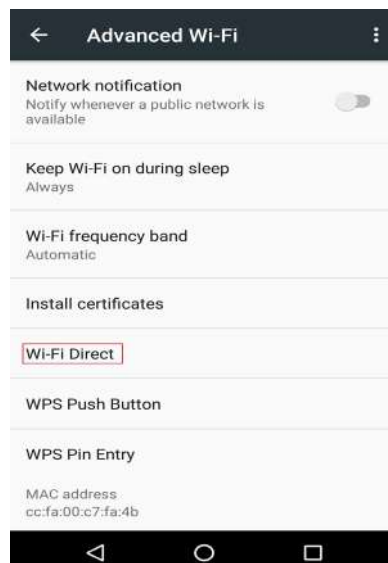 Advanced Wi-Fi
Network notification
Notify whenever a public network is
available
Keep Wi-Fi on during sleep
Always
Wi-Fi frequency band
Automatic
Install certificates
Wi-Fi Direct
WPS Push Button
WPS Pin Entry
MAC address
cc:fa:00:c7:fa:4b